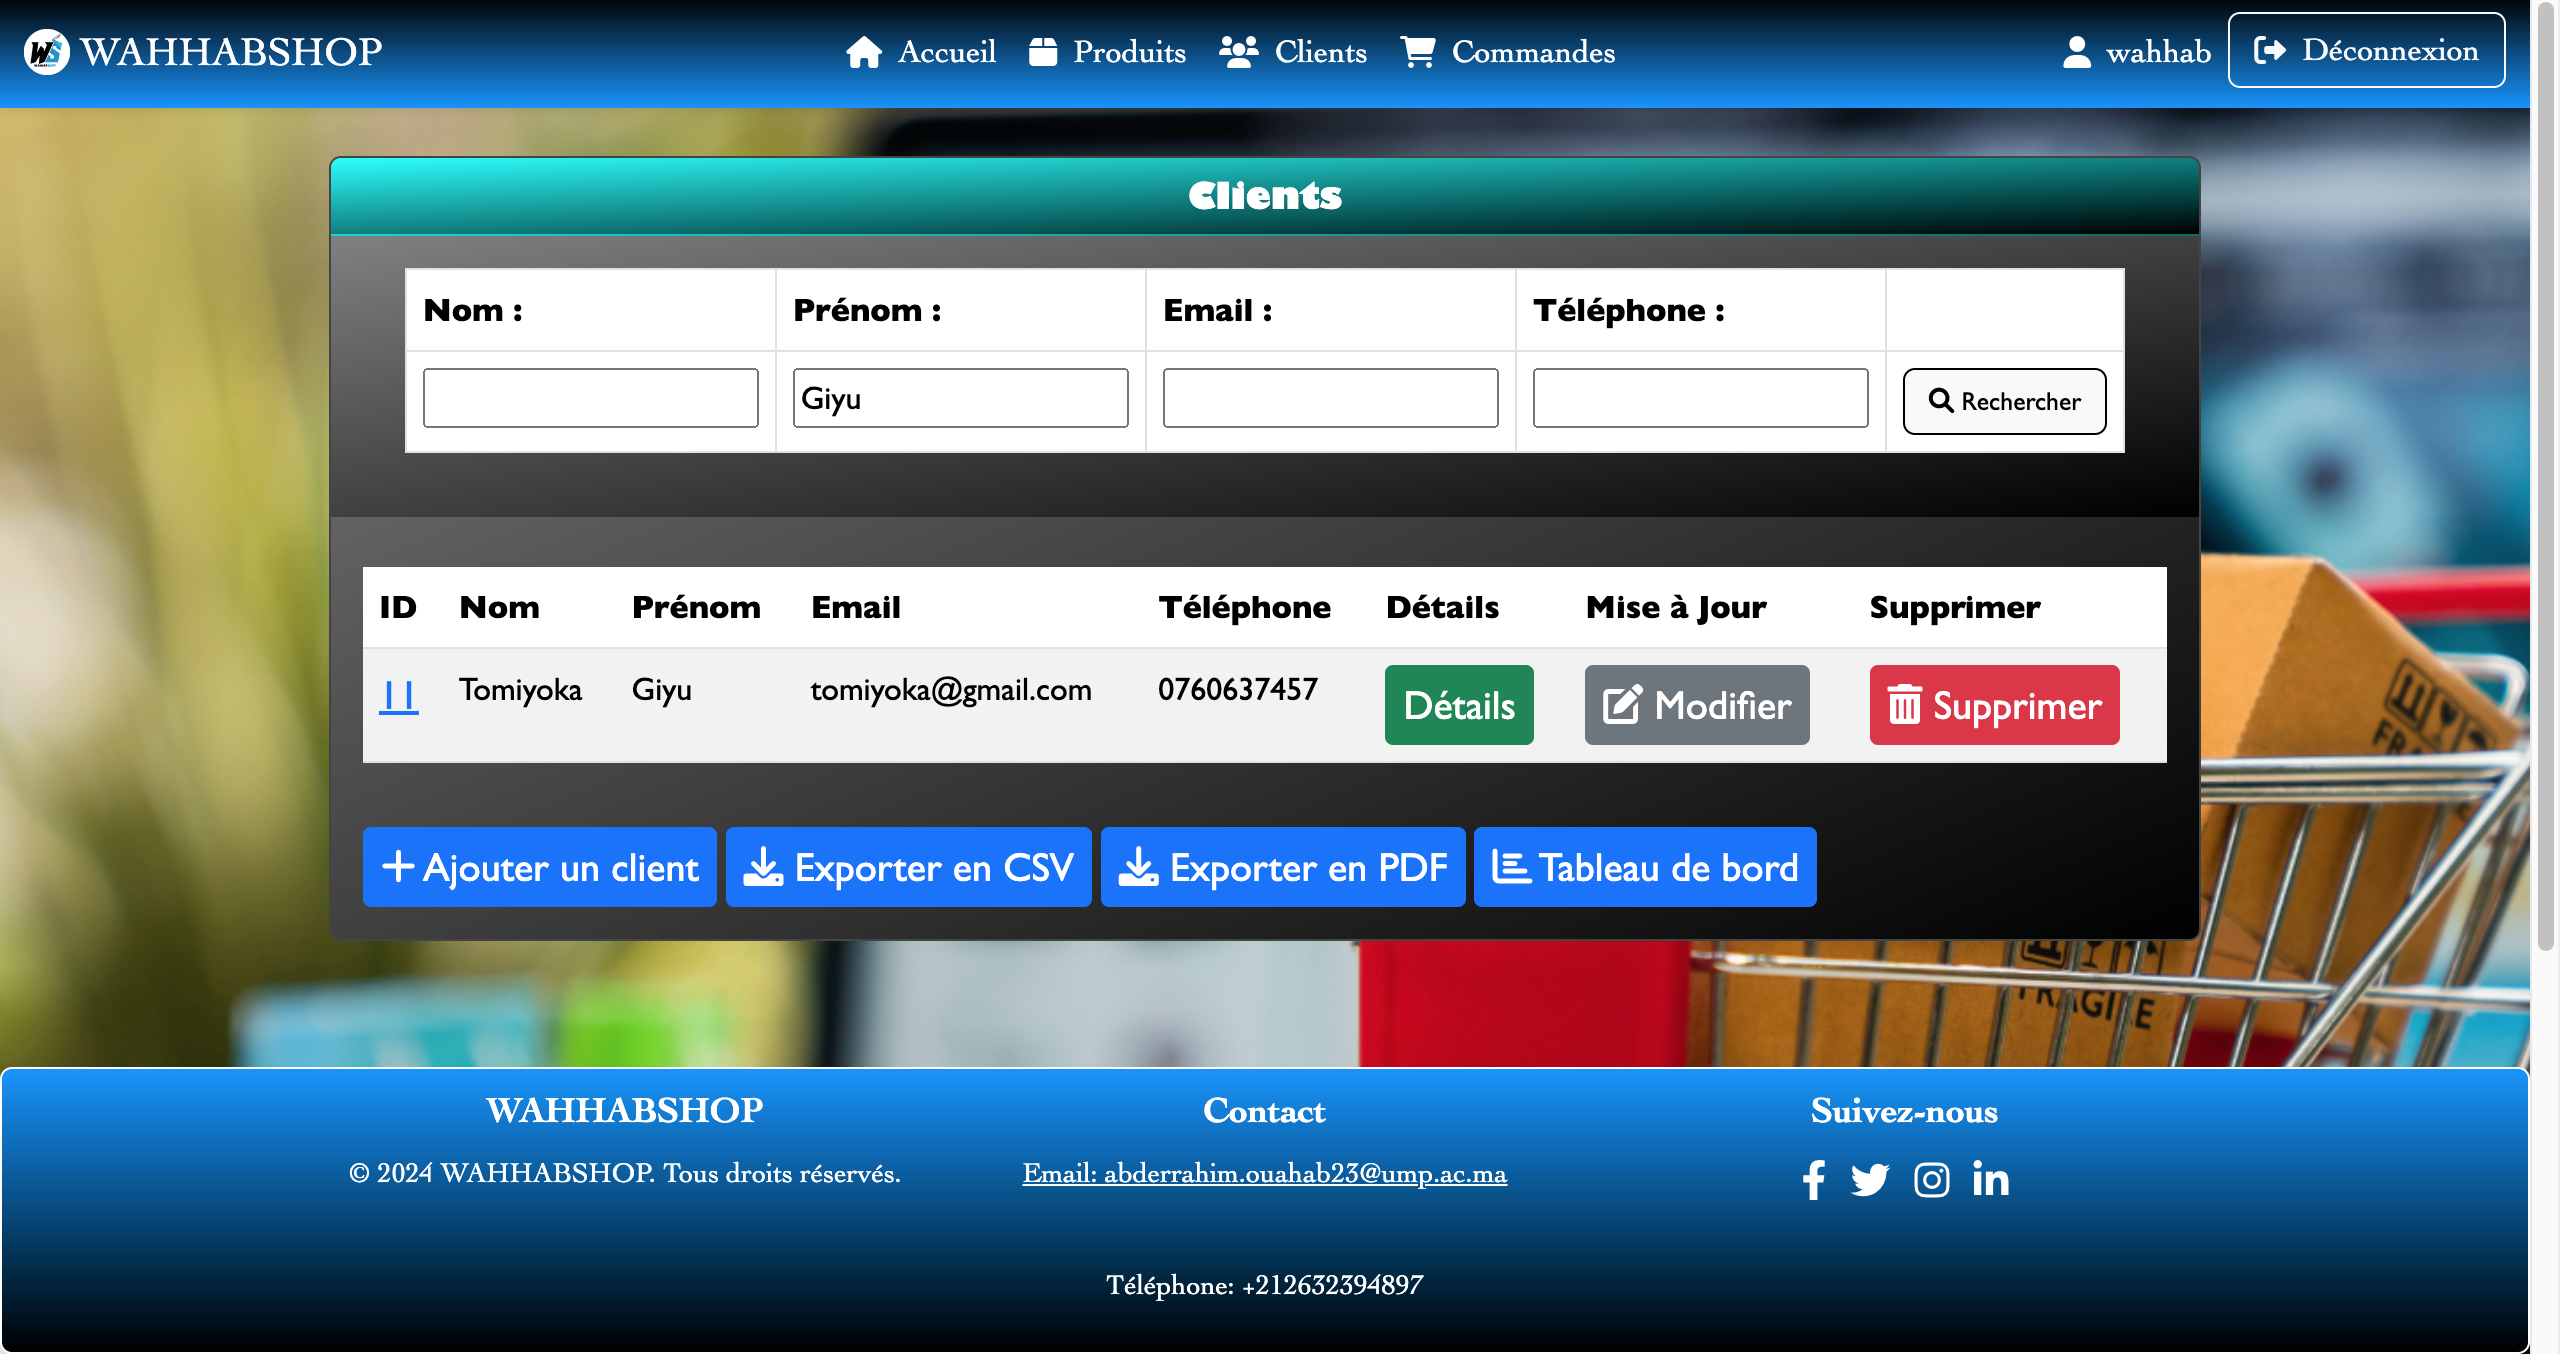 WAHHABSHOP Accueil Produits Clients Commandes wahhab Déconnexion
Clients
Nom : Prénom : Email : Téléphone :
Giyu Rechercher
ID Nom Prénom Email Téléphone Détails Mise à Jour Supprimer
11 Tomiyoka Giyu tomiyoka@gmail.com 0760637457 Détails Modifier Supprimer
Ajouter un client Exporter en CSV Exporter en PDF Tableau de bord
FRAGILE
WAHHABSHOP Contact Suivez-nous
© 2024 WAHHABSHOP. Tous droits réservés. Email: abderrahim.ouahab23@ump.ac.ma
Téléphone: +212632394897